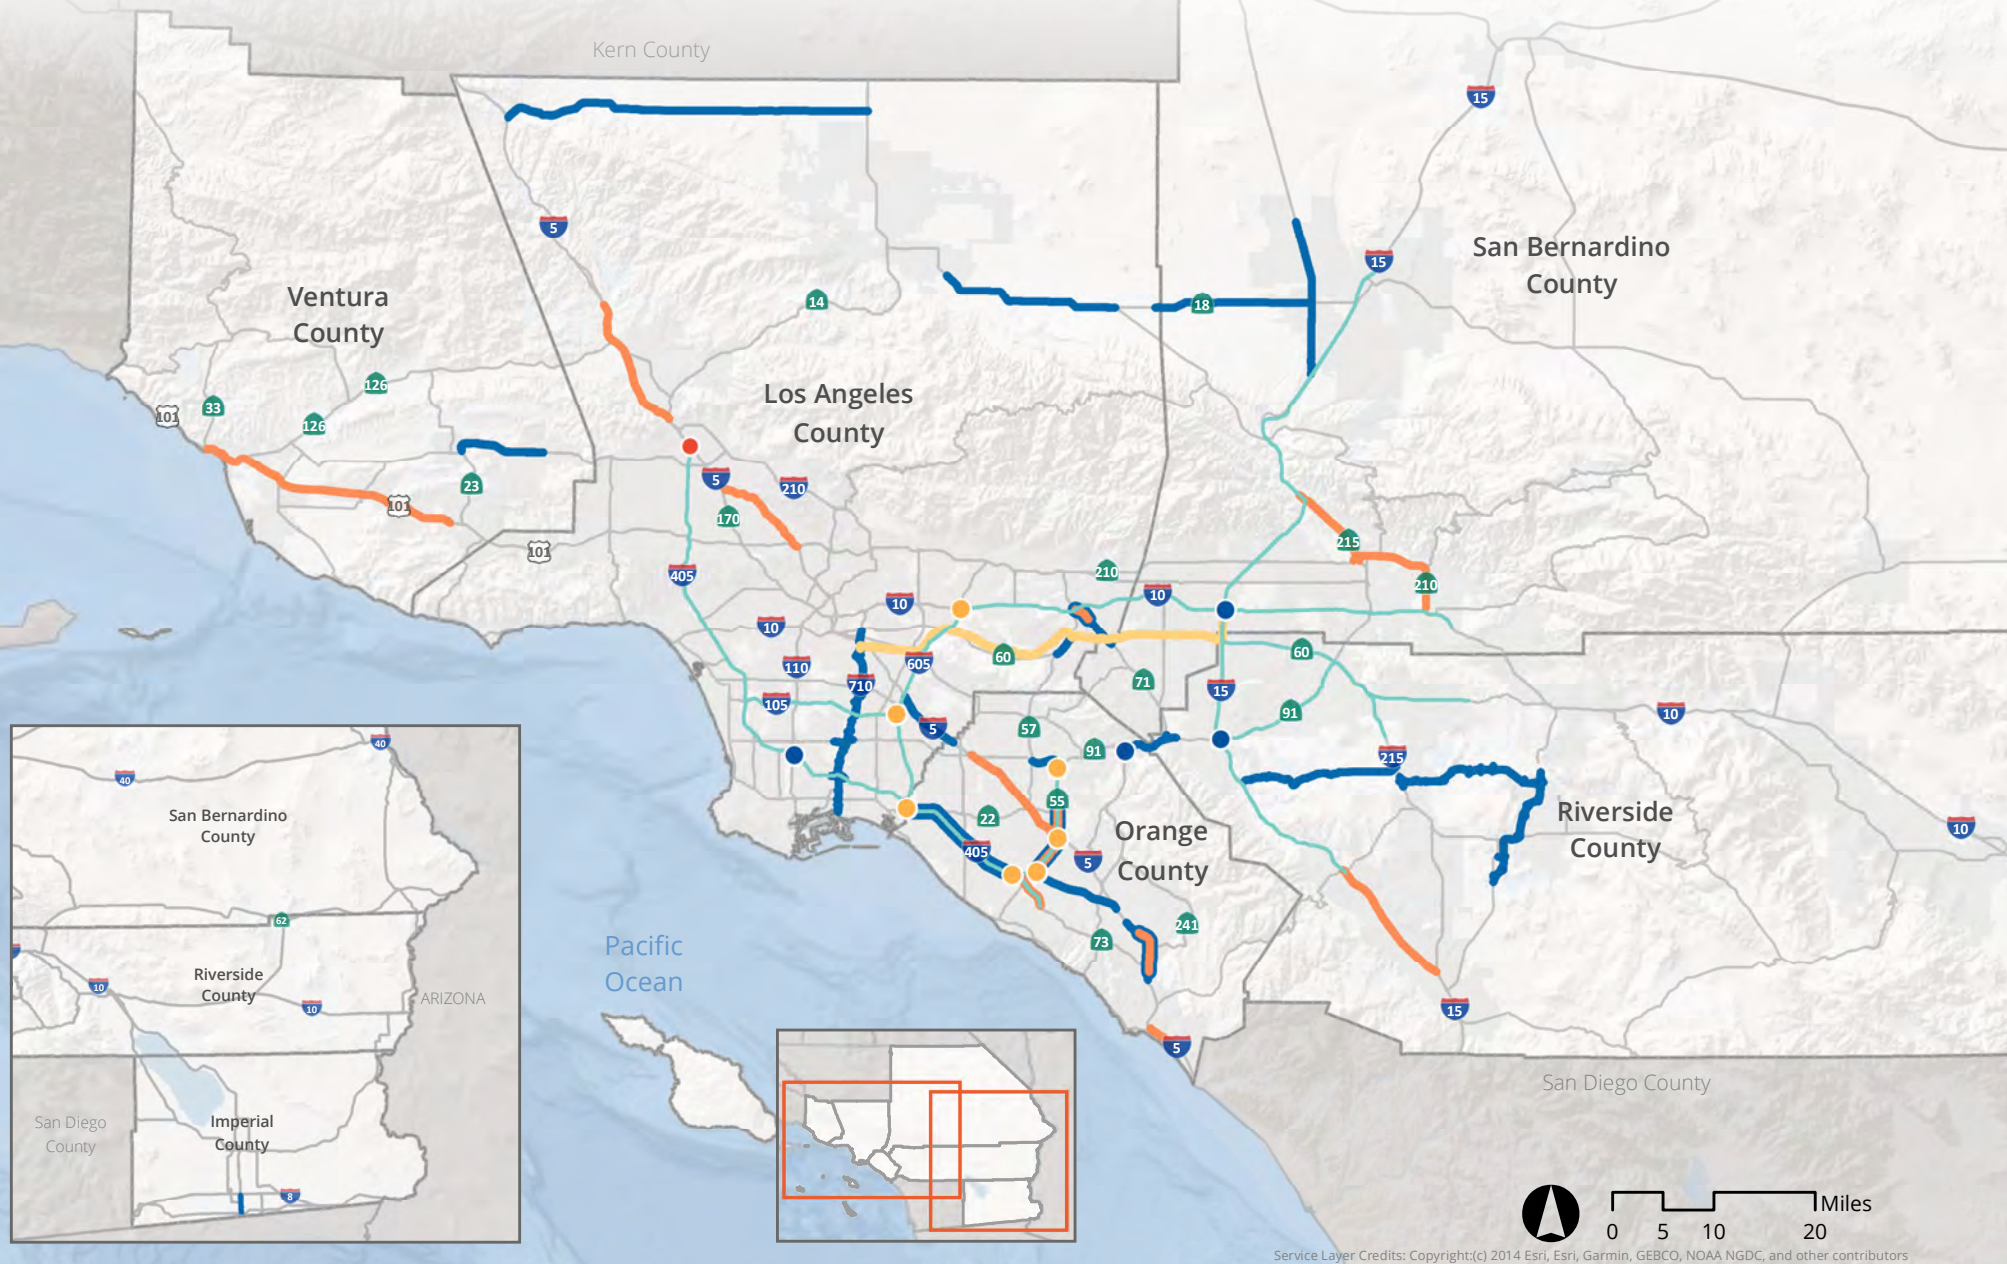 Kern County
15
5
Ventura
County
San Bernardino
County
15
14
18
126
33
101
126
Los Angeles
County
23
101
5
210
170
101
215
210
405
10
210
10
10
110
605
60
60
71
710
105
15
91
10
5
57
91
215
55
22
Orange
County
Riverside
County
10
405
5
241
73
15
5
Pacific
Ocean
San Diego County
40
40
San Bernardino
County
62
Riverside
County
10
10
ARIZONA
San Diego
County
Imperial
County
8
Miles
0 5 10 20
Service Layer Credits: Copyright:(c) 2014 Esri, Esri, Garmin, GEBCO, NOAA NGDC, and other contributors